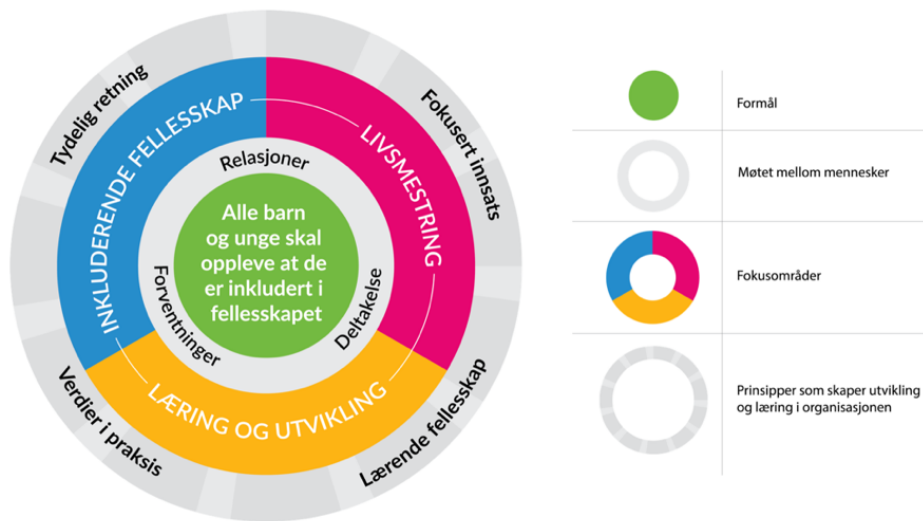 Tydelig retning
Fokusert innsats
INKLUDERENDE FELLESSKAP
LIVSMESTRING
Relasjoner
Alle barn
og unge skal
oppleve at de
er inkludert i
fellesskapet
Forventninger
Deltakelse
LÆRING OG UTVIKLING
Verdier i praksis
Lærende fellesskap
Formål
Møtet mellom mennesker
Fokusområder
Prinsipper som skaper utvikling
og læring i organisasjonen